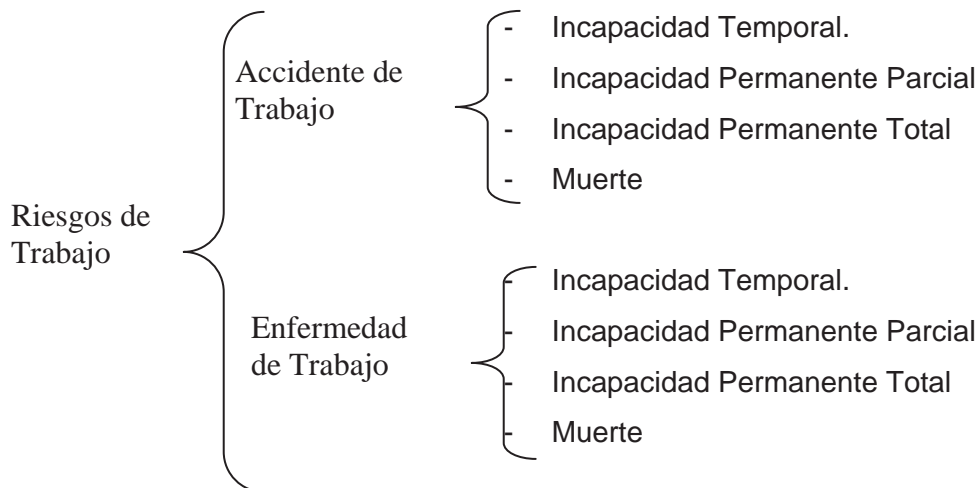 Riesgos de
Trabajo
Accidente de
Trabajo
- Incapacidad Temporal.
- Incapacidad Permanente Parcial
- Incapacidad Permanente Total
- Muerte
Enfermedad
de Trabajo
- Incapacidad Temporal.
- Incapacidad Permanente Parcial
- Incapacidad Permanente Total
- Muerte